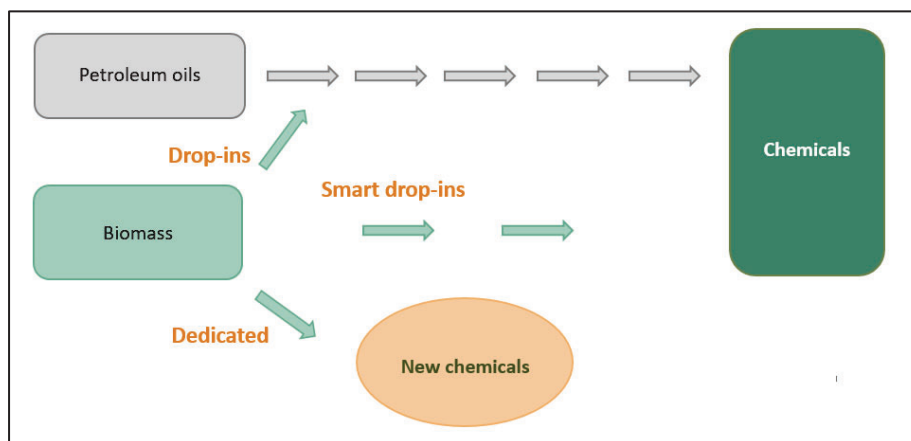 Petroleum oils
Chemicals
Drop-ins
Smart drop-ins
Biomass
Dedicated
New chemicals